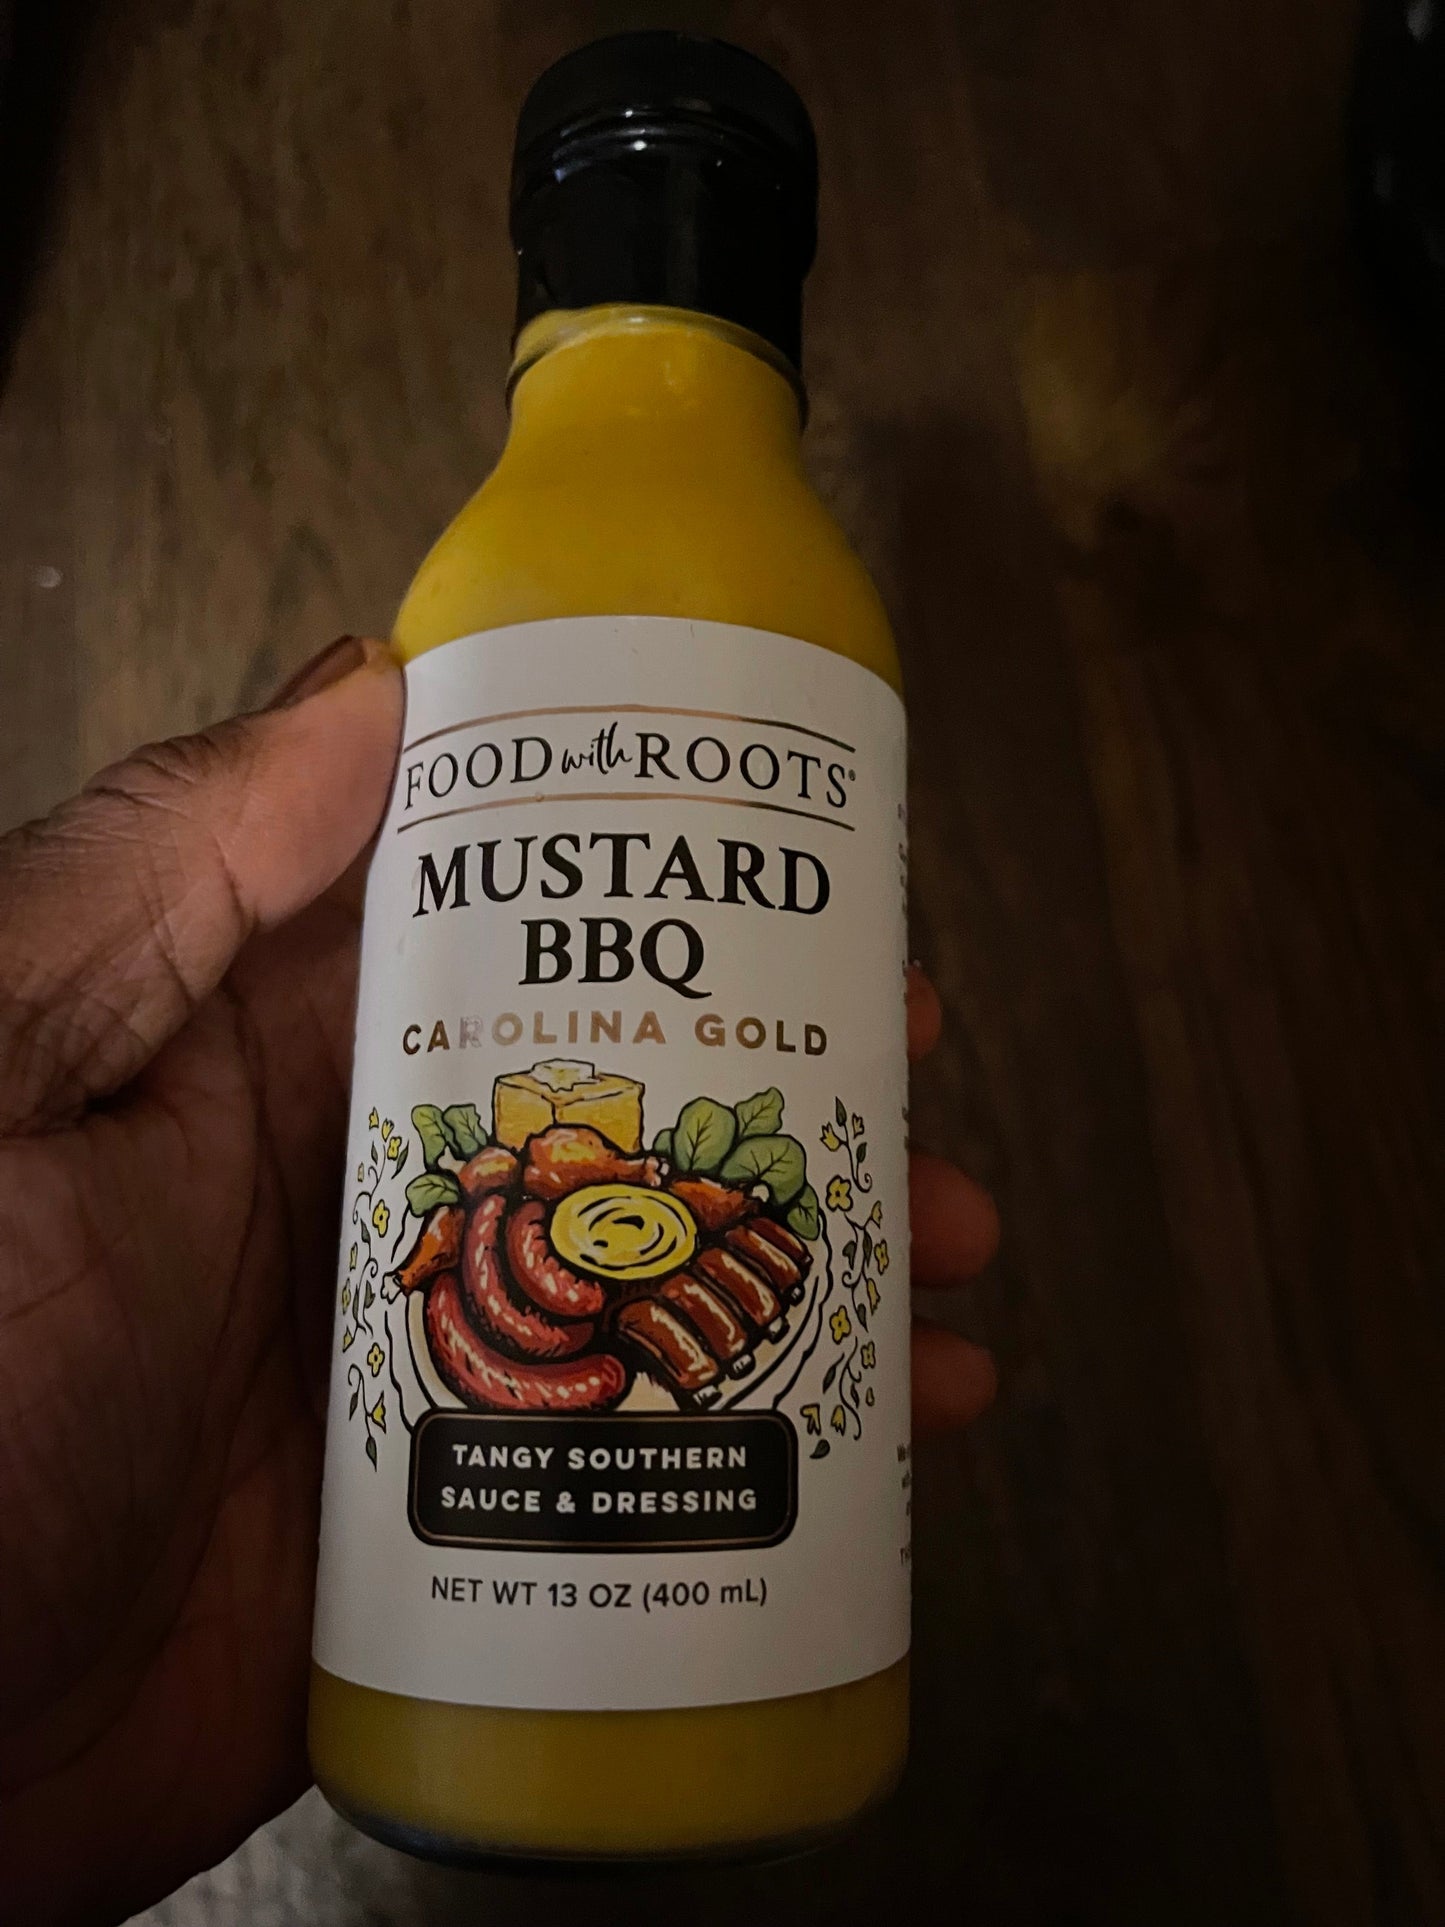 FOOD with ROOTS®
MUSTARD
BBQ
CAROLINA GOLD
TANGY SOUTHERN
SAUCE & DRESSING
NET WT 13 OZ (400 mL)